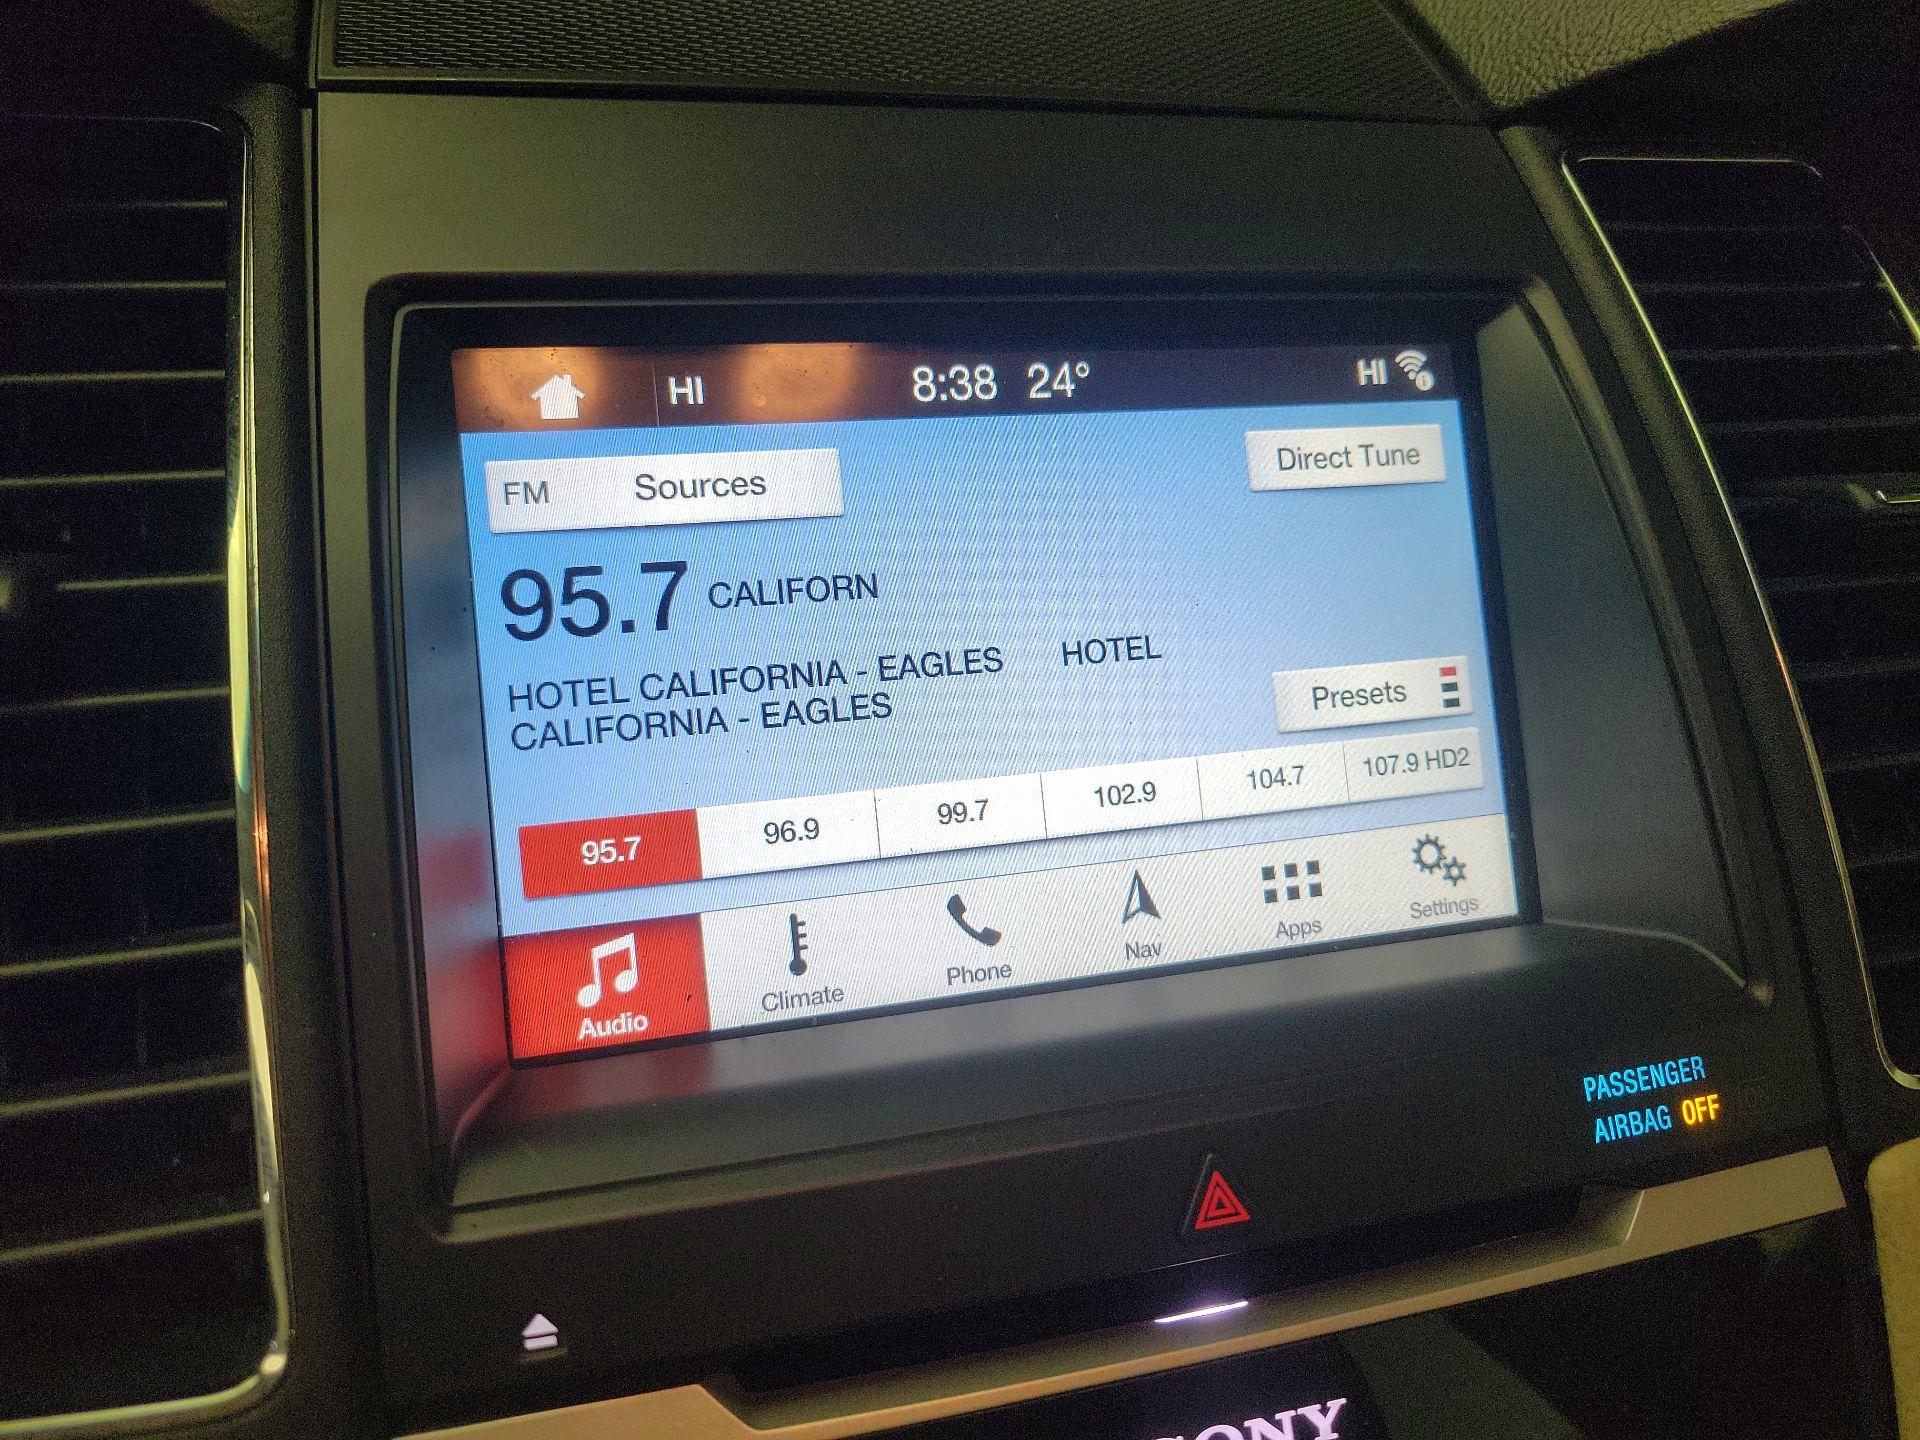 HI 8:38 24° HI
FM Sources Direct Tune
95.7 CALIFORN
HOTEL CALIFORNIA - EAGLES HOTEL
CALIFORNIA - EAGLES
Presets
95.7 96.9 99.7 102.9 104.7 107.9 HD2
Audio Climate Phone Nav Apps Settings
PASSENGER
AIRBAG OFF
SONY